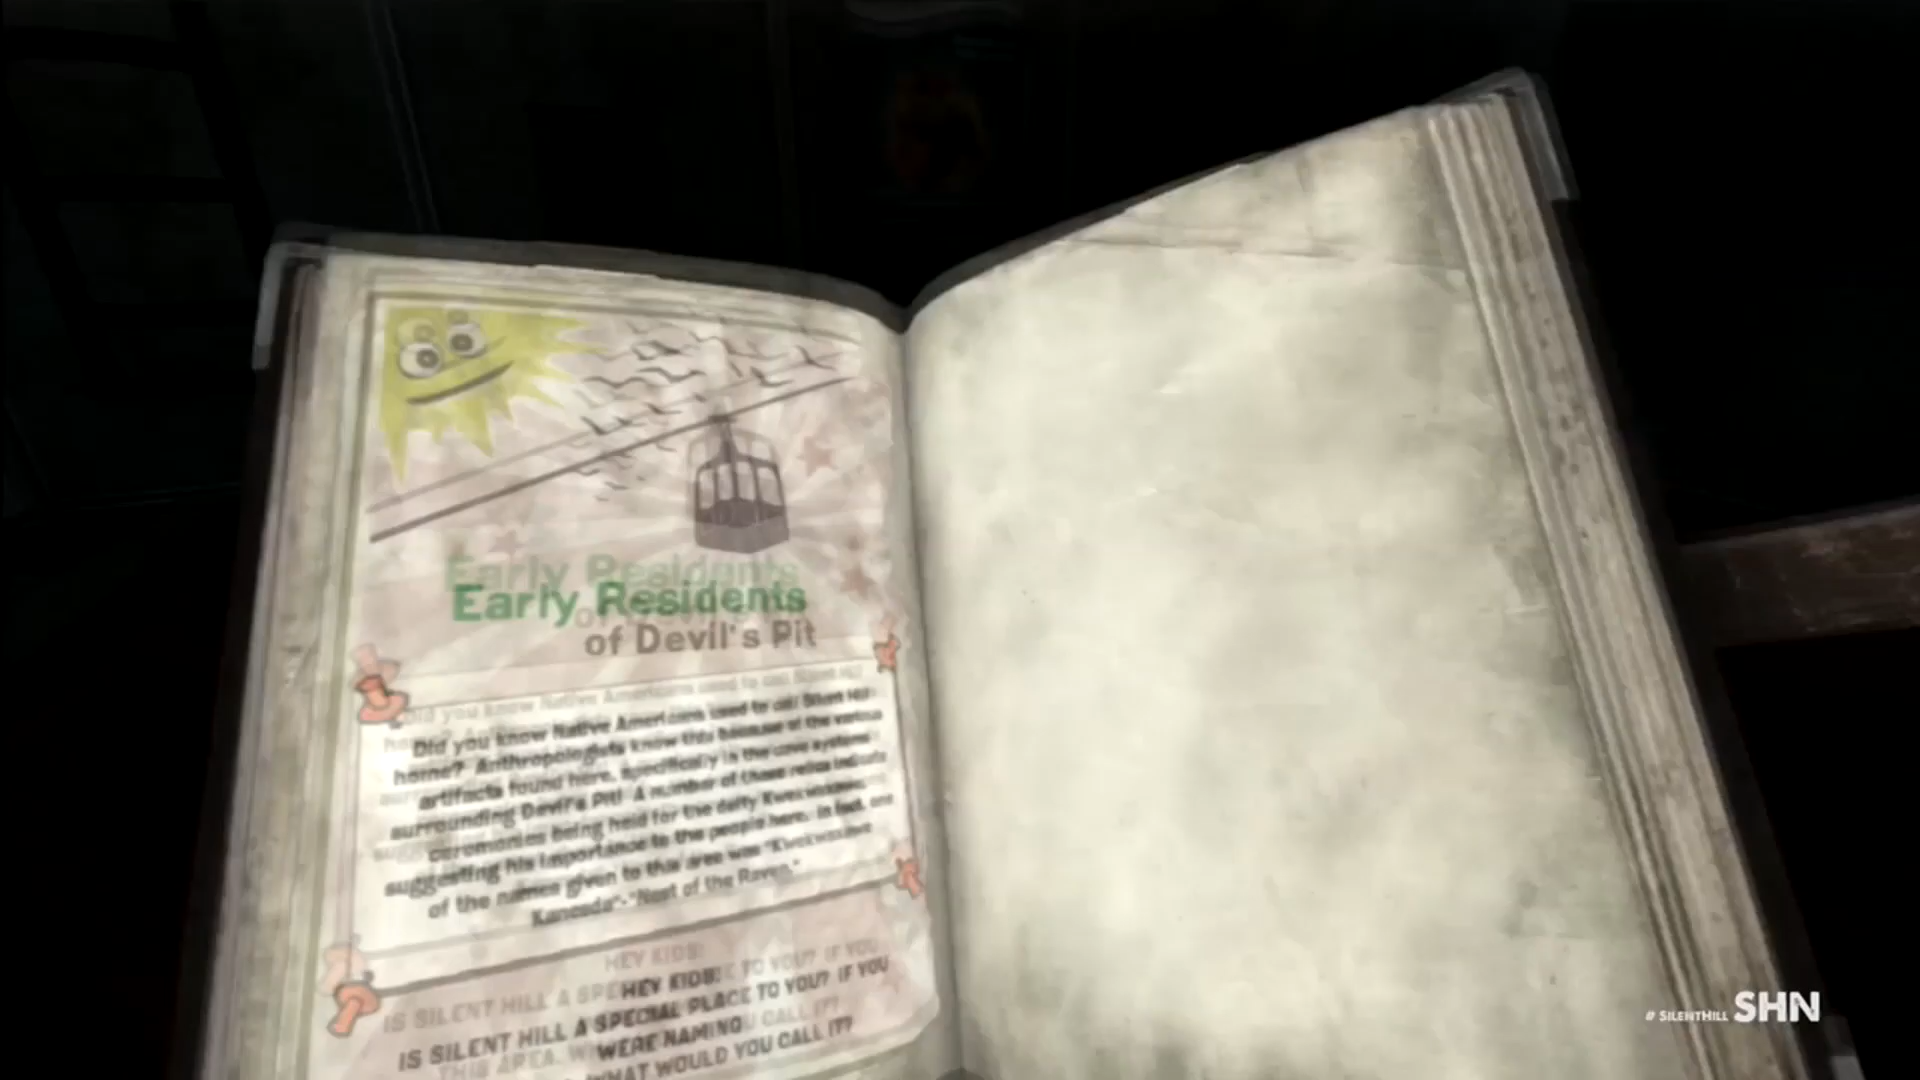 Early Residents
of Devil's Pit
Did you know Native Americans used to call Silent Hill
home? Anthropologists know this because of the various
artifacts found here, specifically in the cave systems
surrounding Devil's Pit! A number of these relics indicate
ceremonies being held for the deity Kwekwaxawe,
suggesting his importance to the people here. In fact, one
of the names given to this area was "Kwekwaxawe
Kanceda"-"Nest of the Raven."
HEY KIDS!
IS SILENT HILL A SPECIAL PLACE TO YOU? IF YOU
WERE NAMING
WHAT WOULD YOU CALL IT?
# SILENTHILL SHN